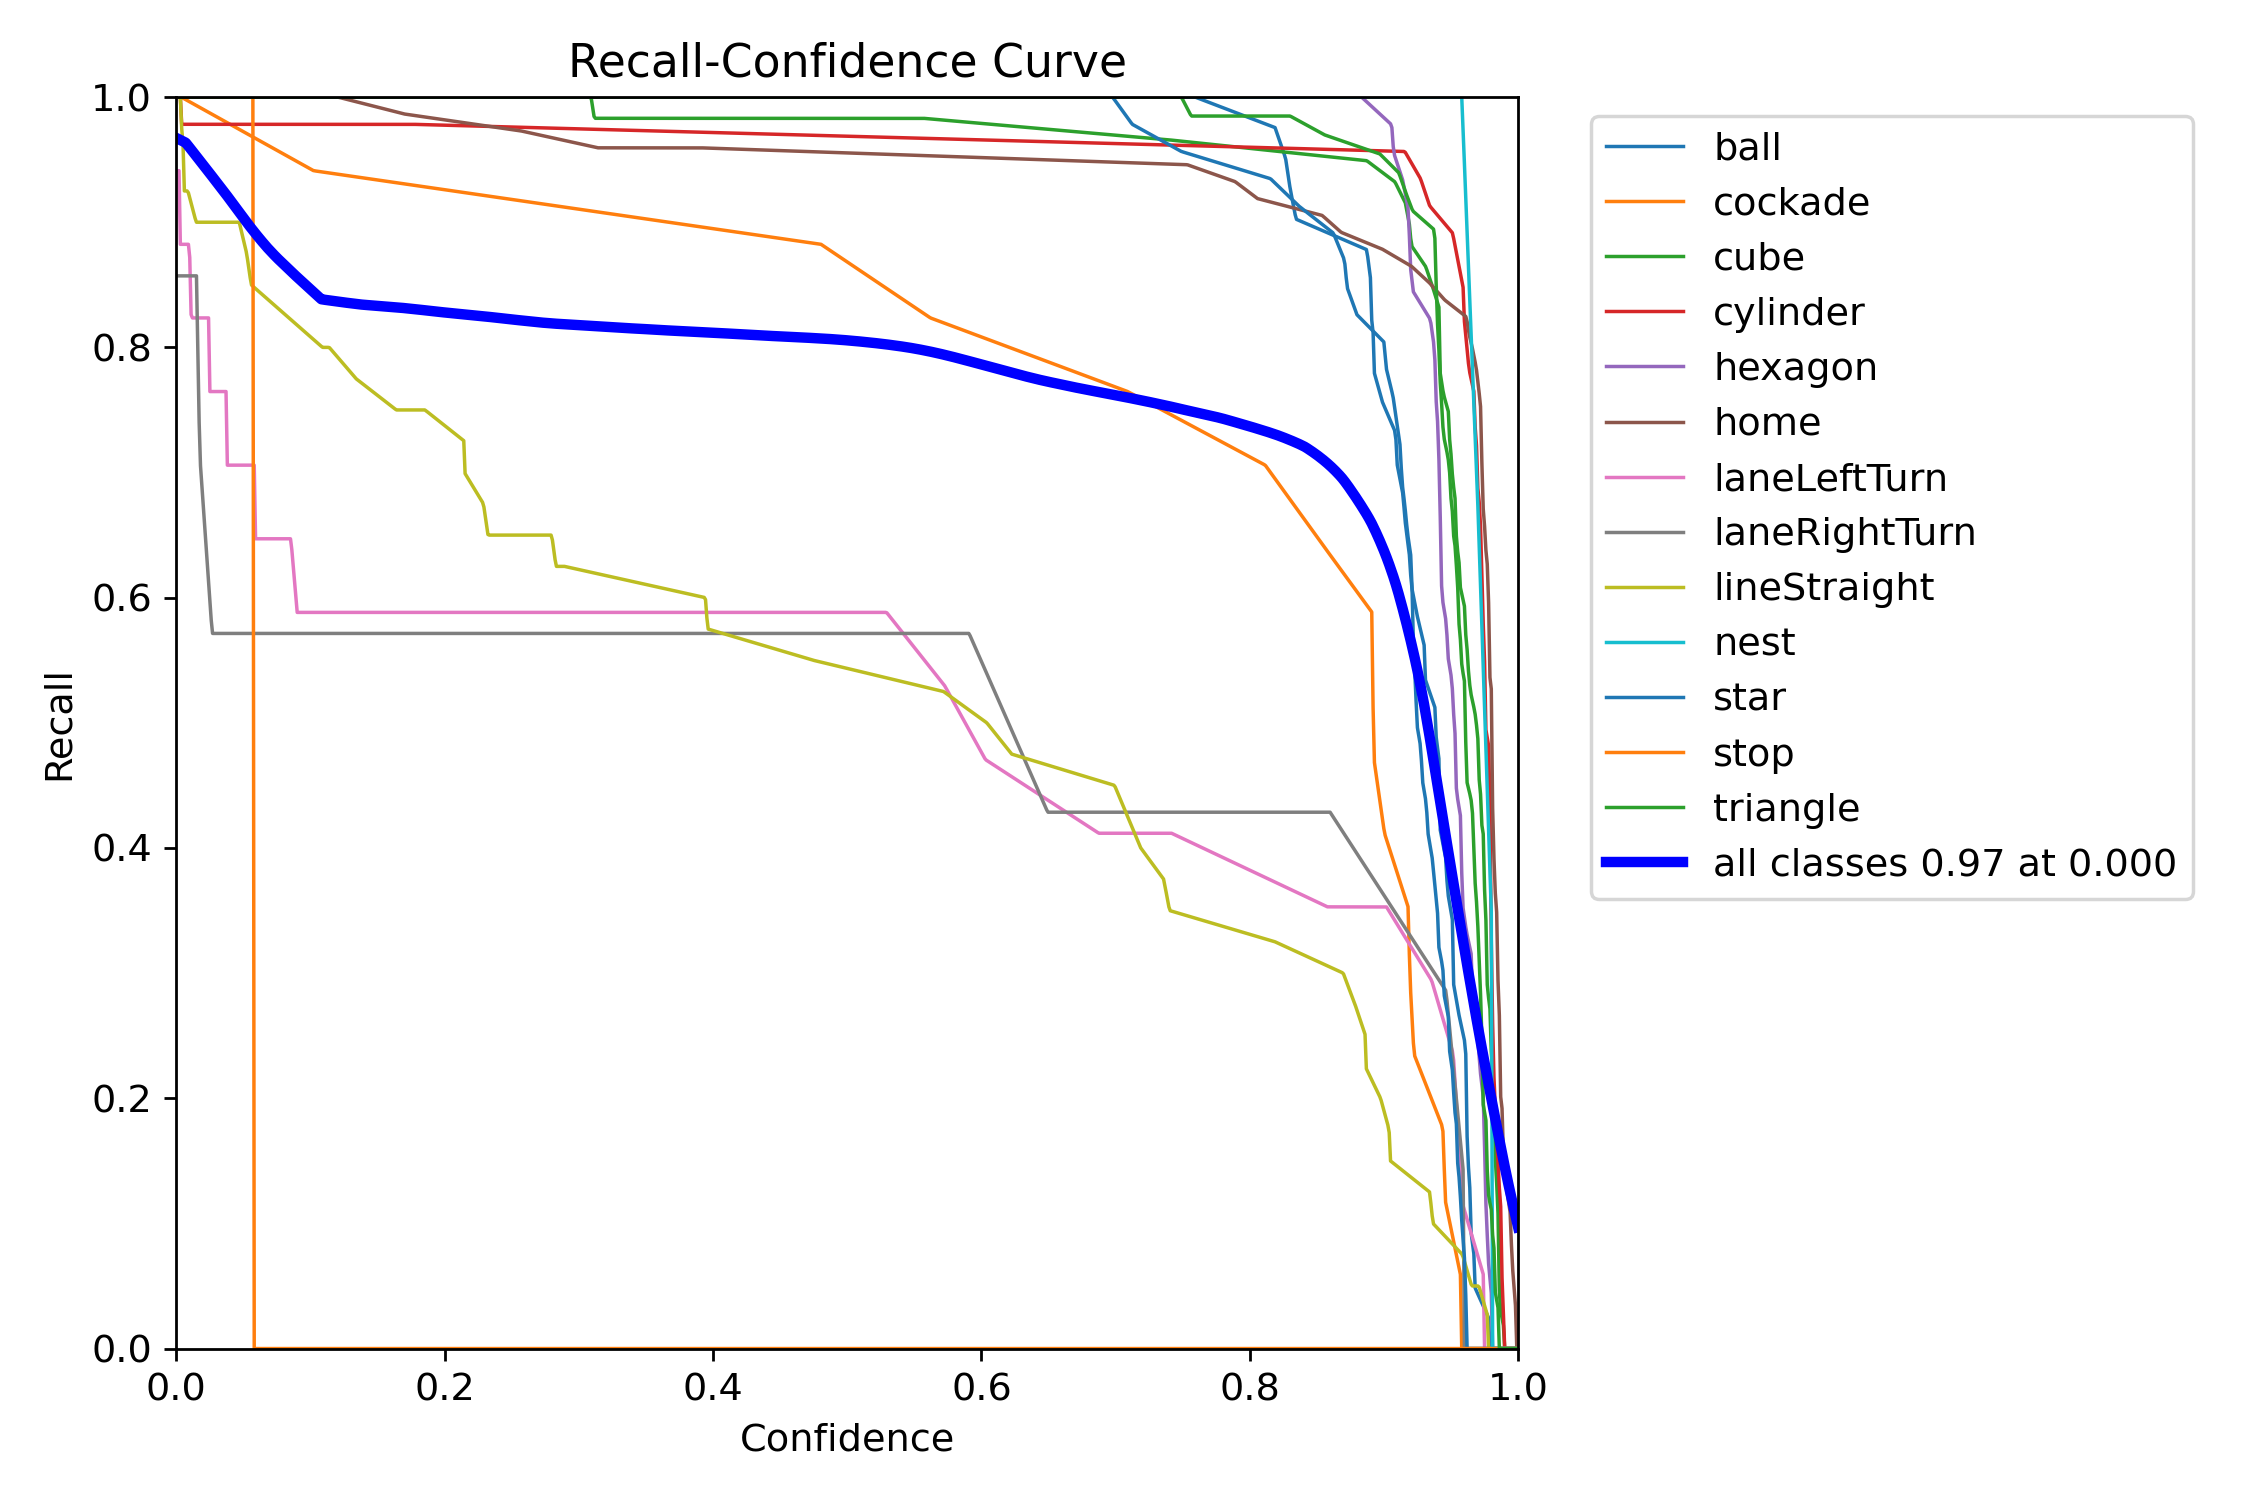 Recall-Confidence Curve
1.0
0.8
0.6
0.4
0.2
0.0
Recall
0.0 0.2 0.4 0.6 0.8 1.0
Confidence
ball
cockade
cube
cylinder
hexagon
home
laneLeftTurn
laneRightTurn
lineStraight
nest
star
stop
triangle
all classes 0.97 at 0.000